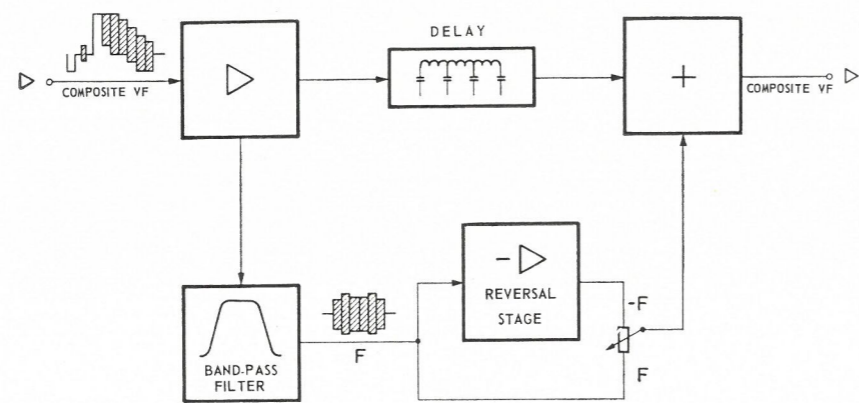 DELAY
+
COMPOSITE VF
COMPOSITE VF
-
REVERSAL
STAGE
-F
F
F
BAND-PASS
FILTER